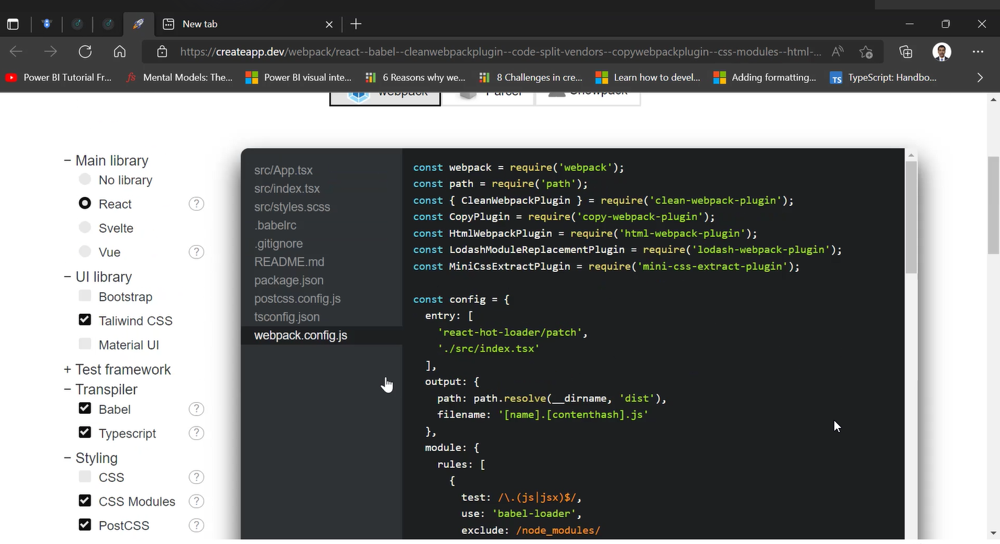 New tab
https://createapp.dev/webpack/react--babel--cleanwebpackplugin--code-split-vendors--copywebpackplugin--css-modules--html-...
Power BI Tutorial Fr...
Mental Models: The...
Power BI visual inte...
6 Reasons why we...
8 Challenges in cre...
Learn how to devel...
Adding formatting...
TS
TypeScript: Handbo...
webpack
Parcel
Snowpack
− Main library
No library
React ?
Svelte
Vue ?
− UI library
Bootstrap
Taliwind CSS
Material UI
+ Test framework
− Transpiler
Babel ?
Typescript ?
− Styling
CSS ?
CSS Modules ?
PostCSS ?
src/App.tsx
src/index.tsx
src/styles.scss
.babelrc
.gitignore
README.md
package.json
postcss.config.js
tsconfig.json
webpack.config.js
const webpack = require('webpack');
const path = require('path');
const { CleanWebpackPlugin } = require('clean-webpack-plugin');
const CopyPlugin = require('copy-webpack-plugin');
const HtmlWebpackPlugin = require('html-webpack-plugin');
const LodashModuleReplacementPlugin = require('lodash-webpack-plugin');
const MiniCssExtractPlugin = require('mini-css-extract-plugin');
const config = {
entry: [
'react-hot-loader/patch',
'./src/index.tsx'
],
output: {
path: path.resolve(__dirname, 'dist'),
filename: '[name].[contenthash].js'
},
module: {
rules: [
{
test: /\.(js|jsx)$/,
use: 'babel-loader',
exclude: /node_modules/